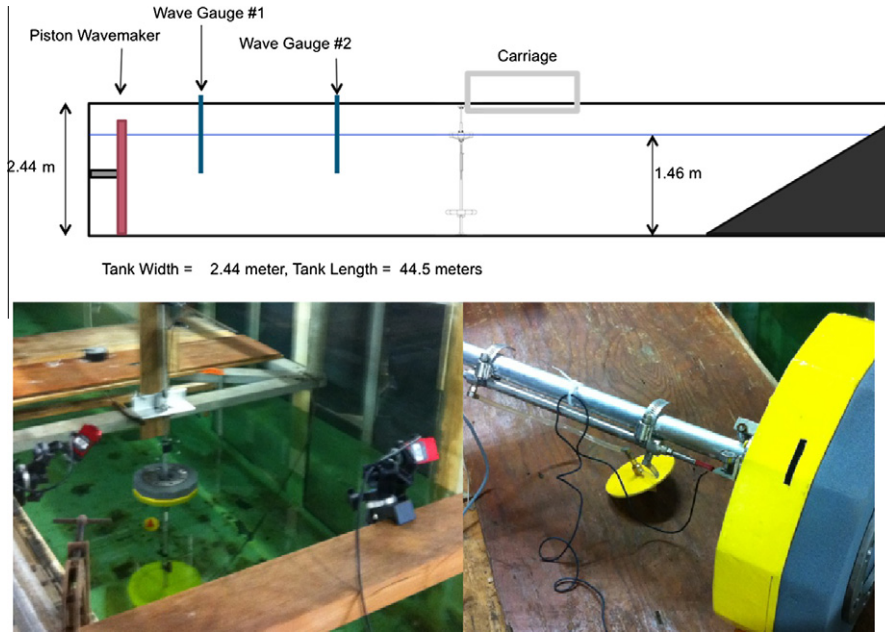 Wave Gauge #1
Piston Wavemaker
Wave Gauge #2
Carriage
2.44 m
1.46 m
Tank Width = 2.44 meter, Tank Length = 44.5 meters